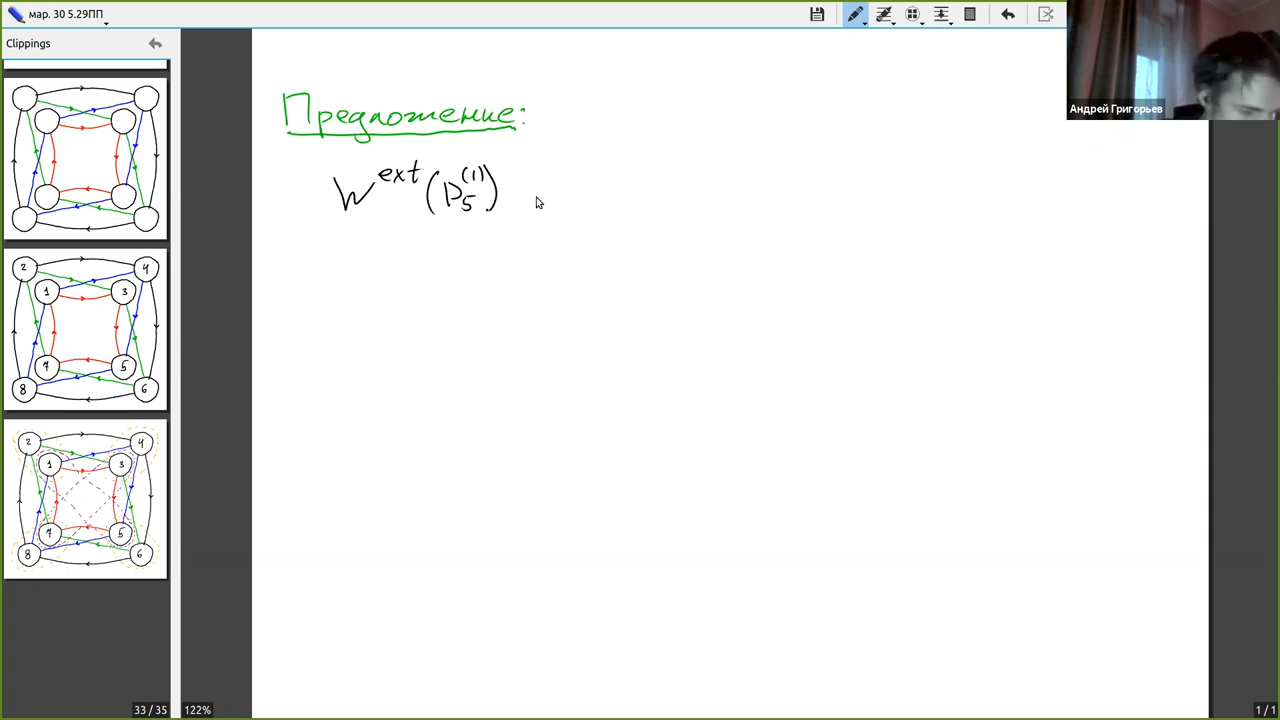 мар. 30 5.29ПП
Clippings
Андрей Григорьев
Предложение:
W^ext(D_5^(1))
2 4
1 3
7 5
8 6
2 4
1 3
7 5
8 6
33 / 35
122%
1 / 1